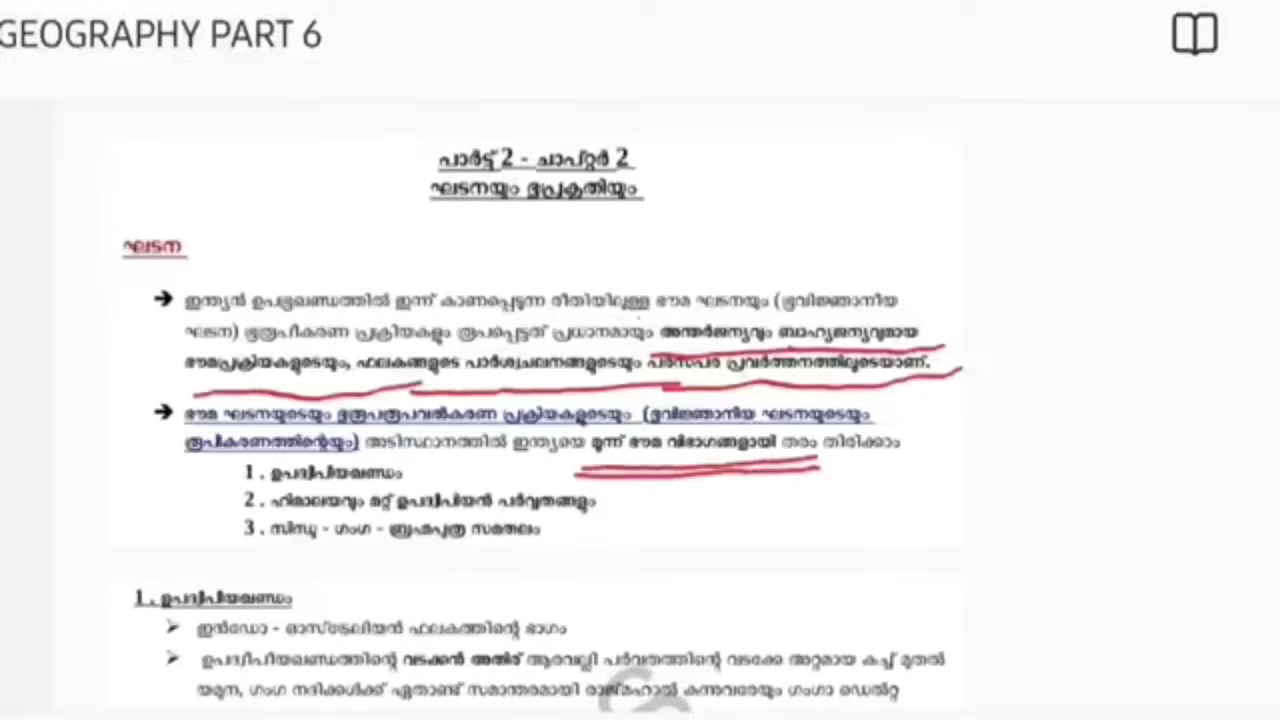 GEOGRAPHY PART 6
പാർട്ട് 2 - ചാപ്റ്റർ 2
ഘടനയും ഭൂപ്രകൃതിയും
ഘടന
➔ ഇന്ത്യൻ ഉപഭൂഖണ്ഡത്തിൽ ഇന്ന് കാണപ്പെടുന്ന രീതിയിലുള്ള ഭൗമ ഘടനയും (ഭൂവിജ്ഞാനീയ
ഘടന) ഭൂരൂപീകരണ പ്രക്രിയകളും രൂപപ്പെട്ടത് പ്രധാനമായും അന്തർജന്യവും ബാഹ്യജന്യവുമായ
ഭൗമപ്രക്രിയകളുടെയും, ഫലകങ്ങളുടെ പാർശ്വചലനങ്ങളുടെയും പരസ്പര പ്രവർത്തനത്തിലൂടെയാണ്.
➔ ഭൗമ ഘടനയുടെയും ഭൂരൂപരൂപവൽകരണ പ്രക്രിയകളുടെയും (ഭൂവിജ്ഞാനീയ ഘടനയുടെയും
രൂപീകരണത്തിന്റെയും) അടിസ്ഥാനത്തിൽ ഇന്ത്യയെ മൂന്ന് ഭൗമ വിഭാഗങ്ങളായി തരം തിരിക്കാം
1 . ഉപദ്വീപീയഖണ്ഡം
2 . ഹിമാലയവും മറ്റ് ഉപദ്വീപിയൻ പർവ്വതങ്ങളും
3 . സിന്ധു - ഗംഗ - ബ്രഹ്മപുത്ര സമതലം
1 . ഉപദ്വീപീയഖണ്ഡം
➢ ഇൻഡോ - ഓസ്ട്രേലിയൻ ഫലകത്തിന്റെ ഭാഗം
➢ ഉപദ്വീപീയഖണ്ഡത്തിന്റെ വടക്കൻ അതിര് ആരവല്ലി പർവതത്തിന്റെ വടക്കേ അറ്റമായ കച്ച് മുതൽ
യമുന, ഗംഗ നദികൾക്ക് ഏതാണ്ട് സമാന്തരമായി രാജ്മഹാൽ കുന്നുവരേയും ഗംഗാ ഡെൽറ്റ